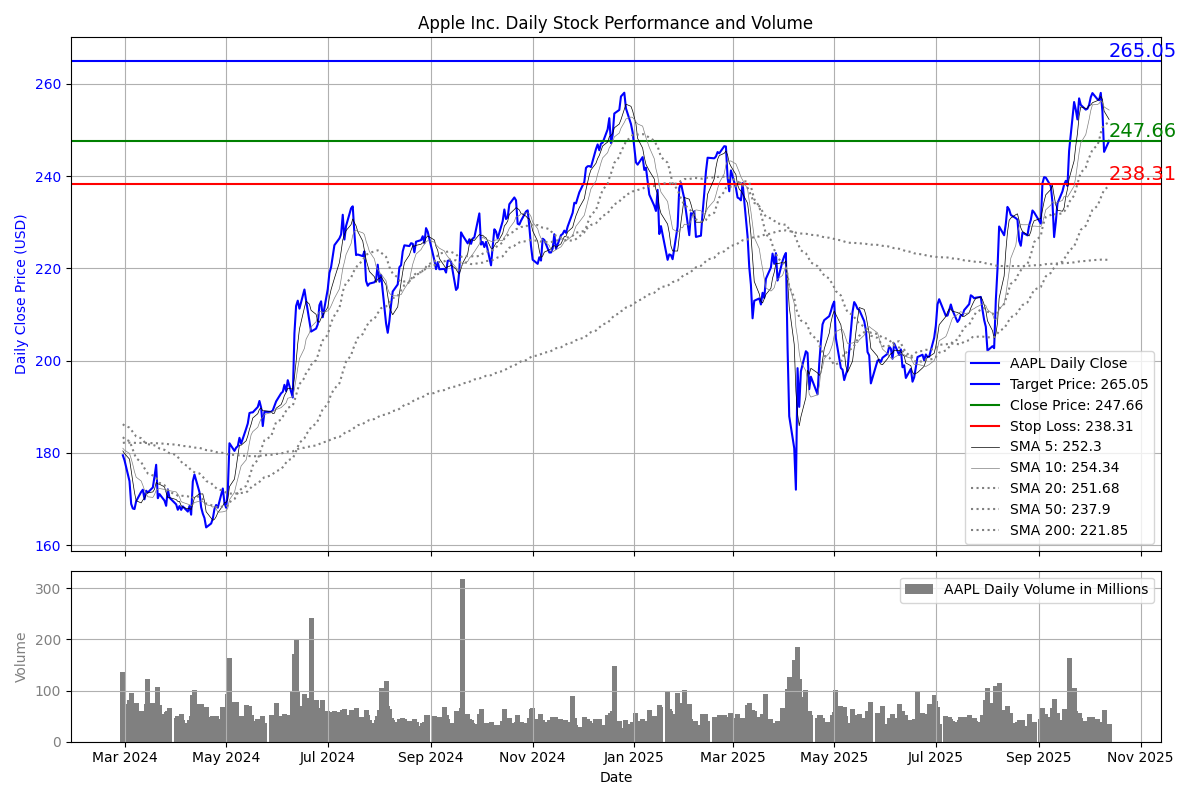 Apple Inc. Daily Stock Performance and Volume
265.05
260
247.66
240
238.31
220
200
180
160
Daily Close Price (USD)
AAPL Daily Close
Target Price: 265.05
Close Price: 247.66
Stop Loss: 238.31
SMA 5: 252.3
SMA 10: 254.34
SMA 20: 251.68
SMA 50: 237.9
SMA 200: 221.85
300
200
100
0
Volume
AAPL Daily Volume in Millions
Mar 2024 May 2024 Jul 2024 Sep 2024 Nov 2024 Jan 2025 Mar 2025 May 2025 Jul 2025 Sep 2025 Nov 2025
Date